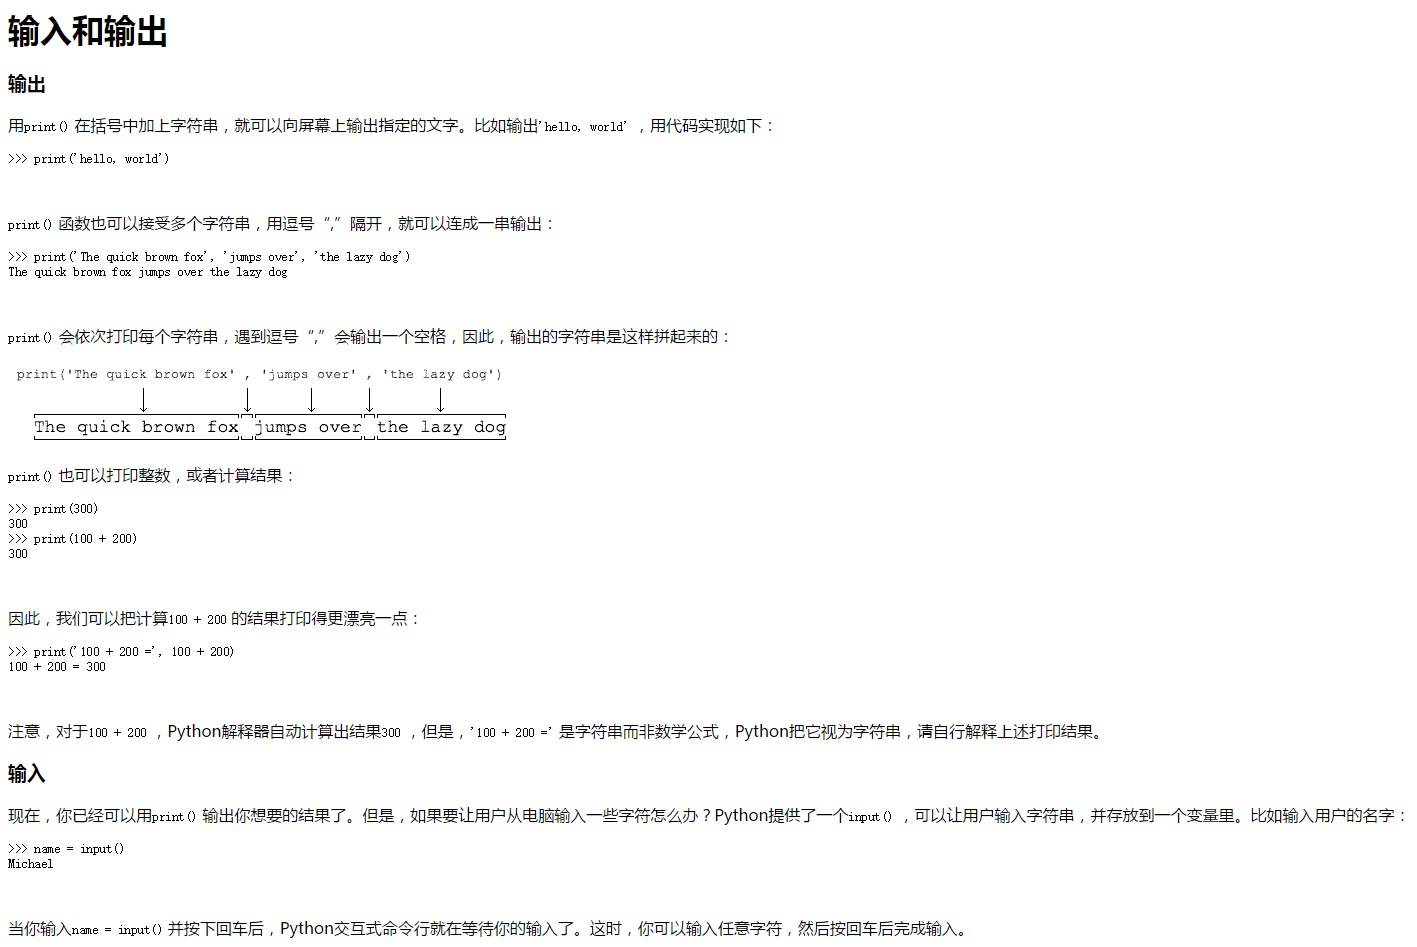 输入和输出
输出
用print()在括号中加上字符串，就可以向屏幕上输出指定的文字。比如输出'hello, world'，用代码实现如下：
>>> print('hello, world')
print()函数也可以接受多个字符串，用逗号“,”隔开，就可以连成一串输出：
>>> print('The quick brown fox', 'jumps over', 'the lazy dog')
The quick brown fox jumps over the lazy dog
print()会依次打印每个字符串，遇到逗号“,”会输出一个空格，因此，输出的字符串是这样拼起来的：
print('The quick brown fox' , 'jumps over' , 'the lazy dog')
The quick brown fox jumps over the lazy dog
print()也可以打印整数，或者计算结果：
>>> print(300)
300
>>> print(100 + 200)
300
因此，我们可以把计算100 + 200的结果打印得更漂亮一点：
>>> print('100 + 200 =', 100 + 200)
100 + 200 = 300
注意，对于100 + 200，Python解释器自动计算出结果300，但是，'100 + 200 ='是字符串而非数学公式，Python把它视为字符串，请自行解释上述打印结果。
输入
现在，你已经可以用print()输出你想要的结果了。但是，如果要让用户从电脑输入一些字符怎么办？Python提供了一个input()，可以让用户输入字符串，并存放到一个变量里。比如输入用户的名字：
>>> name = input()
Michael
当你输入name = input()并按下回车后，Python交互式命令行就在等待你的输入了。这时，你可以输入任意字符，然后按回车后完成输入。